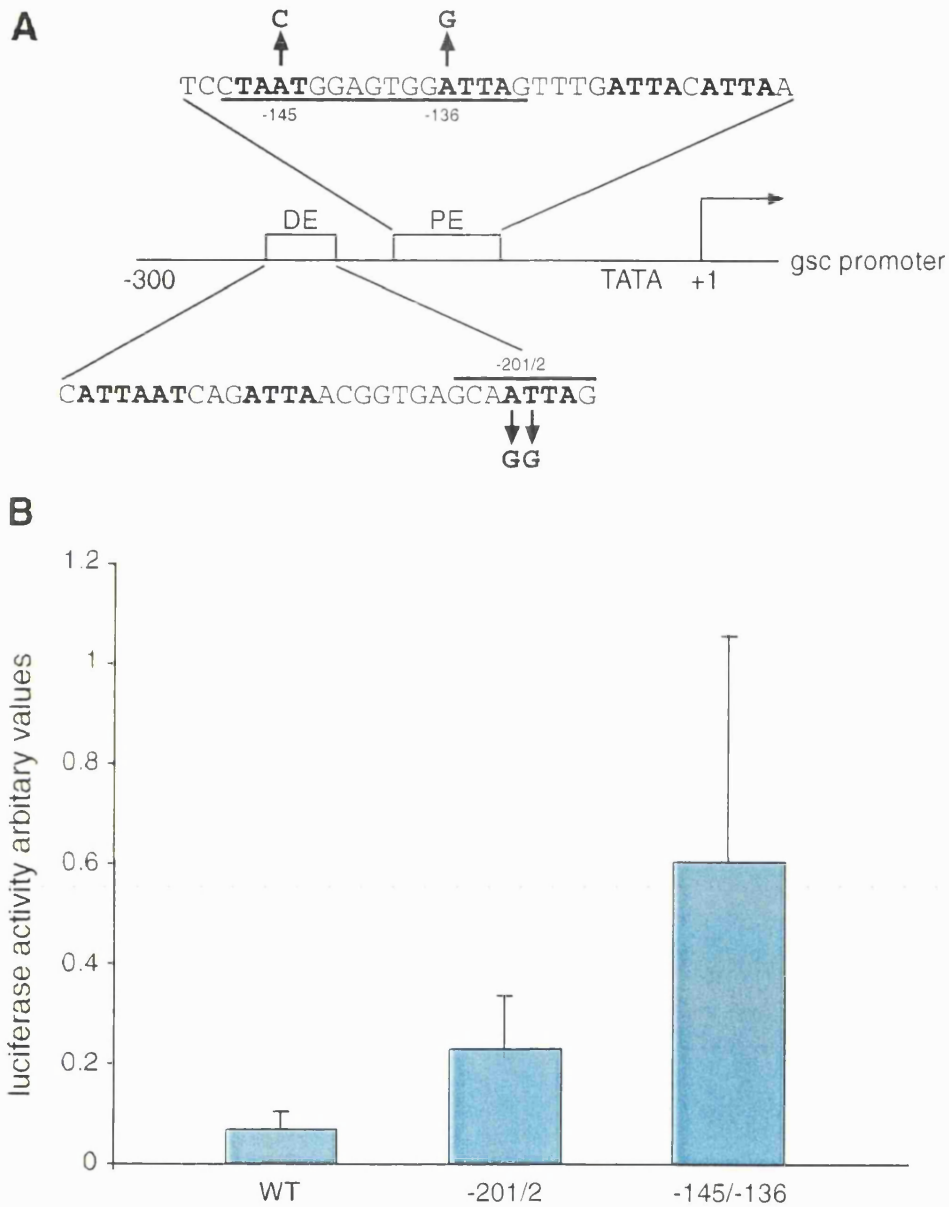 A
C G
TCCTAATGGAGTGGATTAGTTTGATTACATTAA
-145 -136
DE PE
-300 TATA +1 gsc promoter
-201/2
CATTAATCAGATTAACGGTGAGCAATTAG
GG
B
luciferase activity arbitary values
1.2
1
0.8
0.6
0.4
0.2
0
WT -201/2 -145/-136